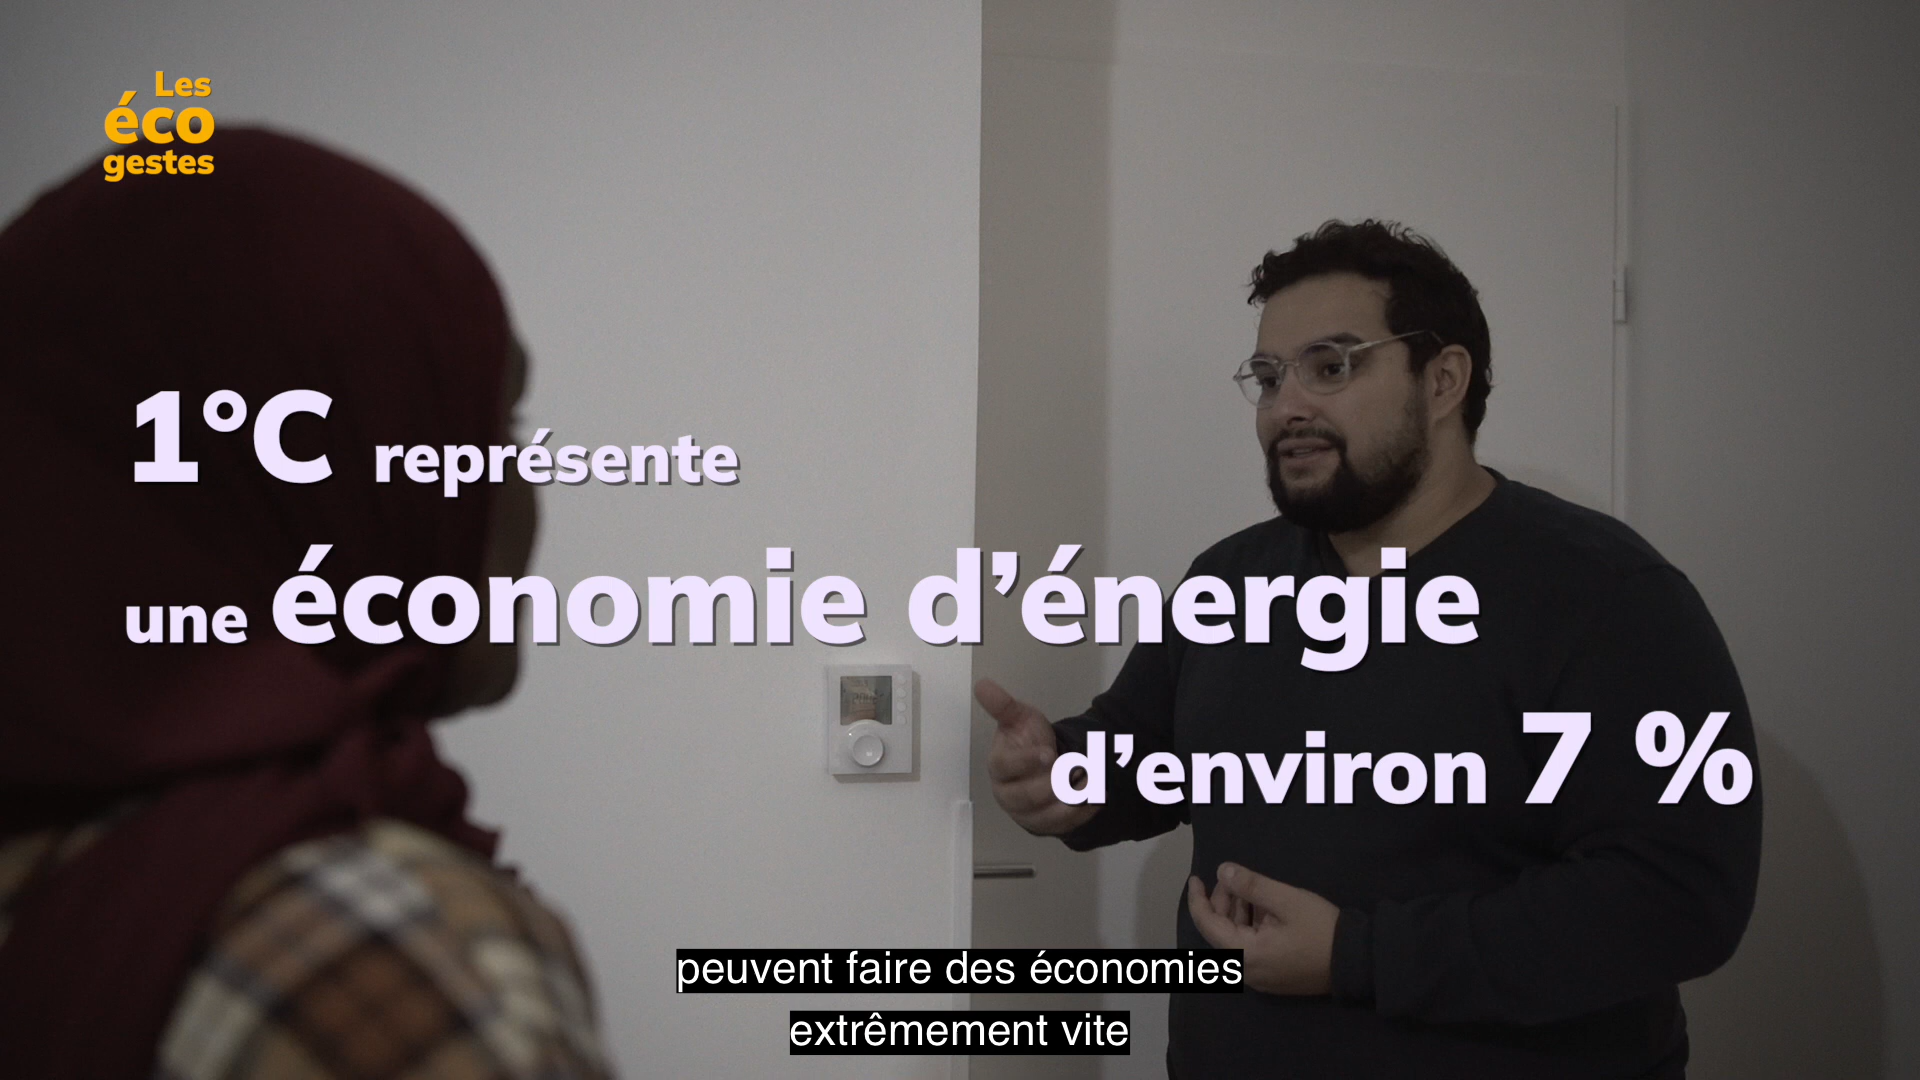 Les
éco
gestes
1°C représente
une économie d’énergie
d’environ 7 %
peuvent faire des économies
extrêmement vite